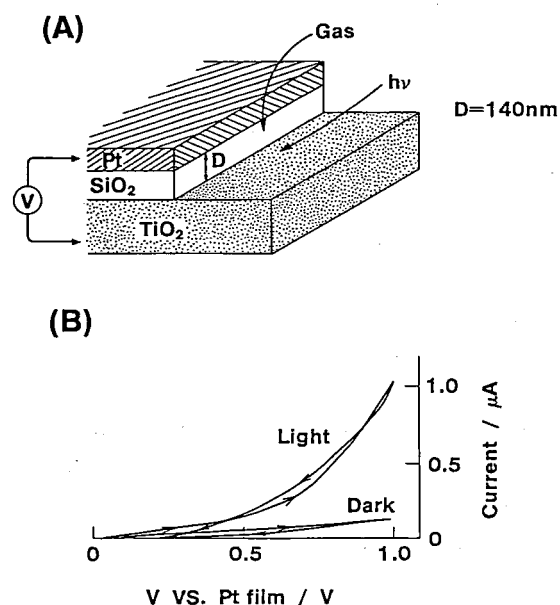 (A)
Gas
hν
D=140nm
Pt
D
SiO₂
V
TiO₂
(B)
1.0
Light
0.5
Dark
0
0
0.5
1.0
Current / μA
V VS. Pt film / V